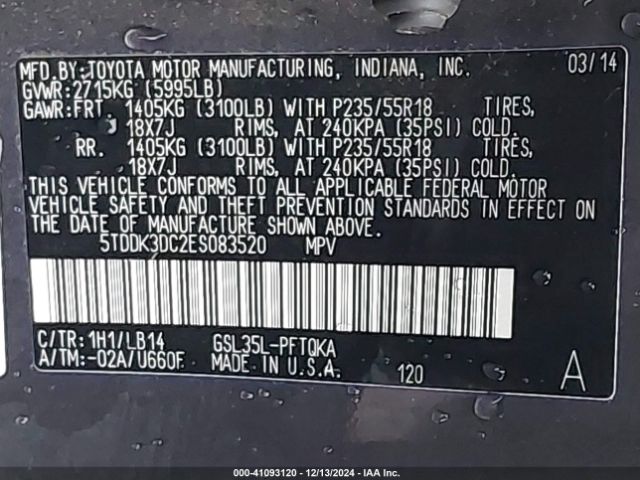 MFD.BY:TOYOTA MOTOR MANUFACTURING, INDIANA, INC. 03/14
GVWR:2715KG (5995LB)
GAWR:FRT. 1405KG (3100LB) WITH P235/55R18 TIRES,
18X7J RIMS, AT 240KPA (35PSI) COLD.
RR. 1405KG (3100LB) WITH P235/55R18 TIRES,
18X7J RIMS, AT 240KPA (35PSI) COLD.
THIS VEHICLE CONFORMS TO ALL APPLICABLE FEDERAL MOTOR
VEHICLE SAFETY AND THEFT PREVENTION STANDARDS IN EFFECT ON
THE DATE OF MANUFACTURE SHOWN ABOVE.
5TDDK3DC2ES083520 MPV
C/TR:1H1/LB14 GSL35L-PFTQKA
A/TM:-02A/U660F MADE IN U.S.A. 120 A
000-41093120 - 12/13/2024 - IAAI.com